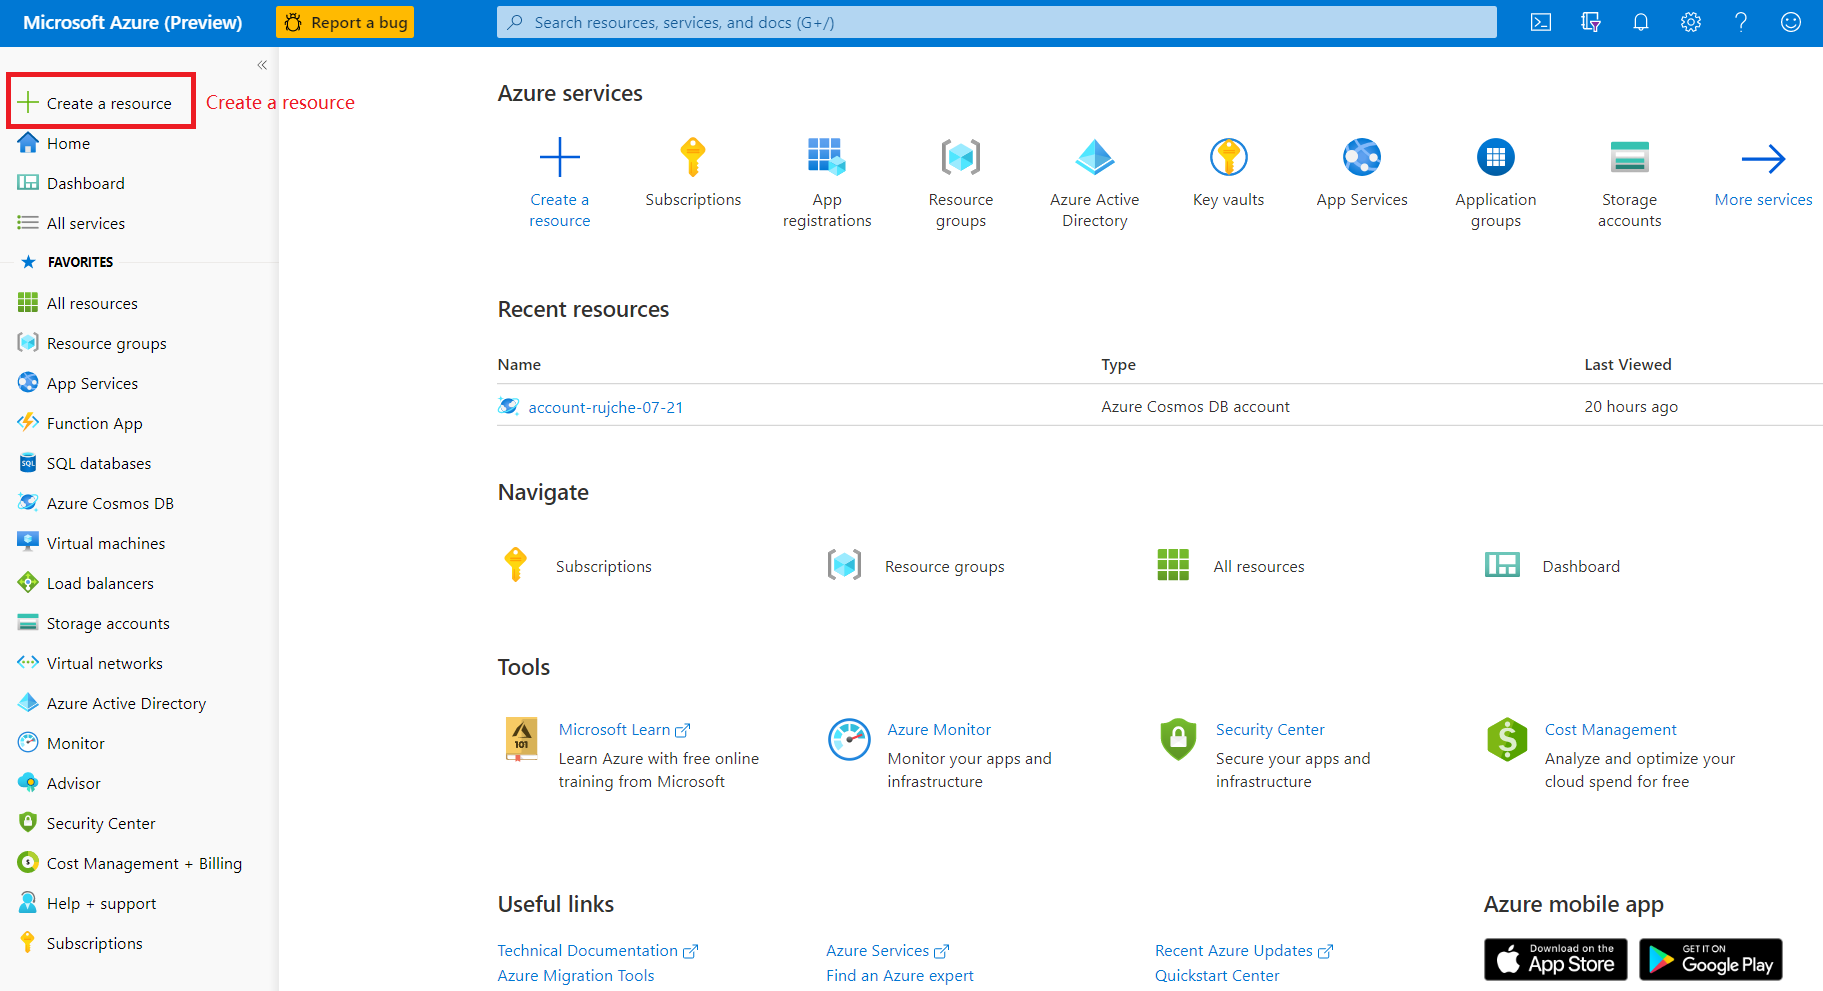 Microsoft Azure (Preview)
Report a bug
Search resources, services, and docs (G+/)
Create a resource
Create a resource
Home
Dashboard
All services
FAVORITES
All resources
Resource groups
App Services
Function App
SQL
SQL databases
Azure Cosmos DB
Virtual machines
Load balancers
Storage accounts
Virtual networks
Azure Active Directory
Monitor
Advisor
Security Center
Cost Management + Billing
Help + support
Subscriptions
Azure services
Create a
resource
Subscriptions
App
registrations
Resource
groups
Azure Active
Directory
Key vaults
App Services
Application
groups
Storage
accounts
More services
Recent resources
Name Type Last Viewed
account-rujche-07-21 Azure Cosmos DB account 20 hours ago
Navigate
Subscriptions
Resource groups
All resources
Dashboard
Tools
101
Microsoft Learn
Learn Azure with free online
training from Microsoft
Azure Monitor
Monitor your apps and
infrastructure
Security Center
Secure your apps and
infrastructure
Cost Management
Analyze and optimize your
cloud spend for free
Useful links
Technical Documentation
Azure Migration Tools
Azure Services
Find an Azure expert
Recent Azure Updates
Quickstart Center
Azure mobile app
Download on the
App Store
GET IT ON
Google Play